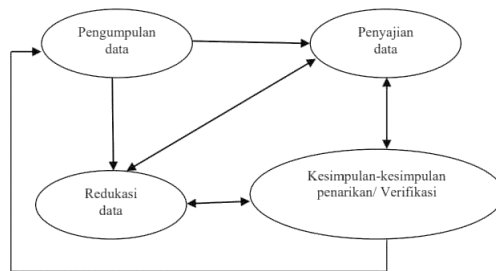 Pengumpulan
data
Penyajian
data
Redukasi
data
Kesimpulan-kesimpulan
penarikan/ Verifikasi